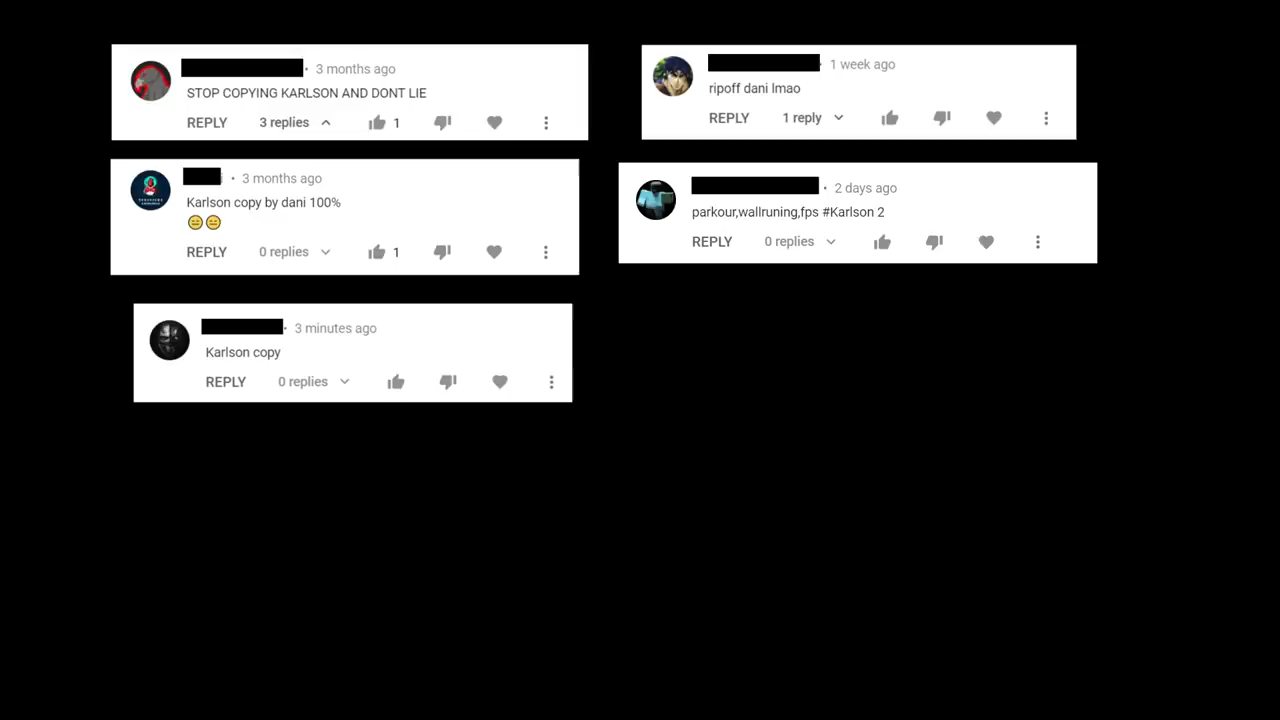 3 months ago
STOP COPYING KARLSON AND DONT LIE
REPLY 3 replies 1
3 months ago
Karlson copy by dani 100%
😑😑
REPLY 0 replies 1
3 minutes ago
Karlson copy
REPLY 0 replies
1 week ago
ripoff dani lmao
REPLY 1 reply
2 days ago
parkour,wallruning,fps #Karlson 2
REPLY 0 replies